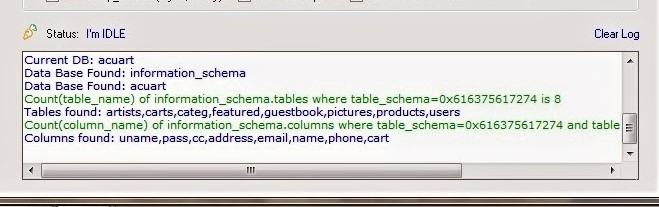 Status: I'm IDLE
Clear Log
Current DB: acuart
Data Base Found: information_schema
Data Base Found: acuart
Count(table_name) of information_schema.tables where table_schema=0x616375617274 is 8
Tables found: artists,carts,categ,featured,guestbook,pictures,products,users
Count(column_name) of information_schema.columns where table_schema=0x616375617274 and table
Columns found: uname,pass,cc,address,email,name,phone,cart